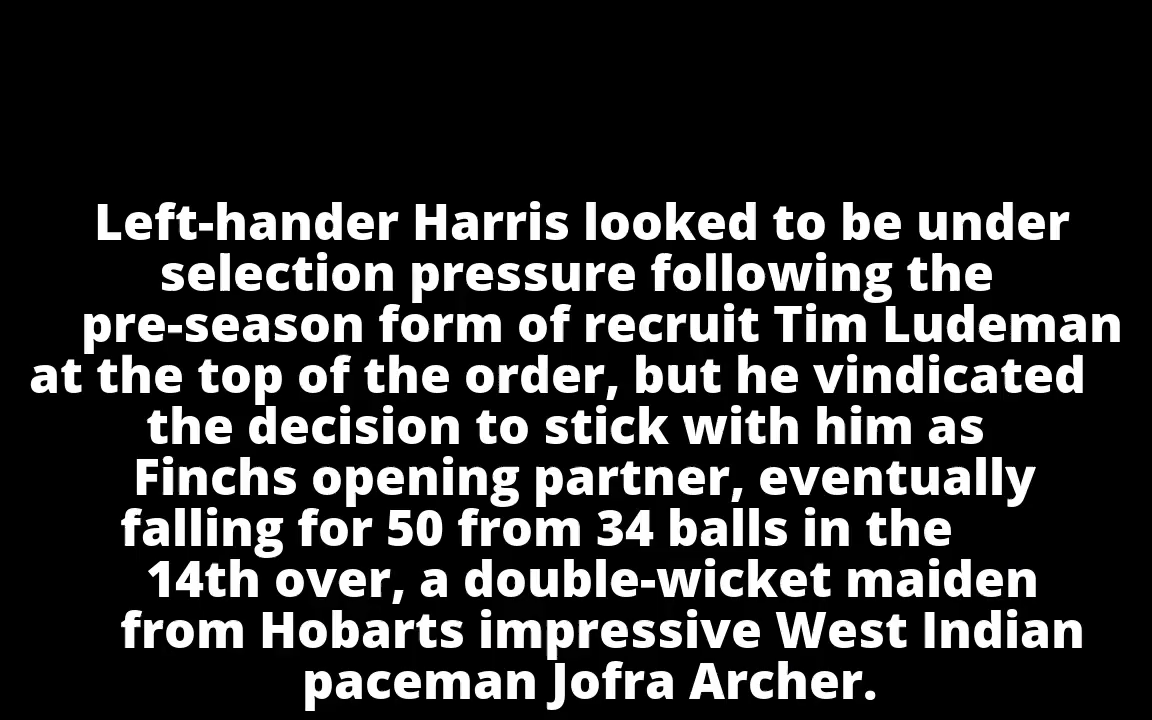 Left-hander Harris looked to be under
selection pressure following the
pre-season form of recruit Tim Ludeman
at the top of the order, but he vindicated
the decision to stick with him as
Finchs opening partner, eventually
falling for 50 from 34 balls in the
14th over, a double-wicket maiden
from Hobarts impressive West Indian
paceman Jofra Archer.